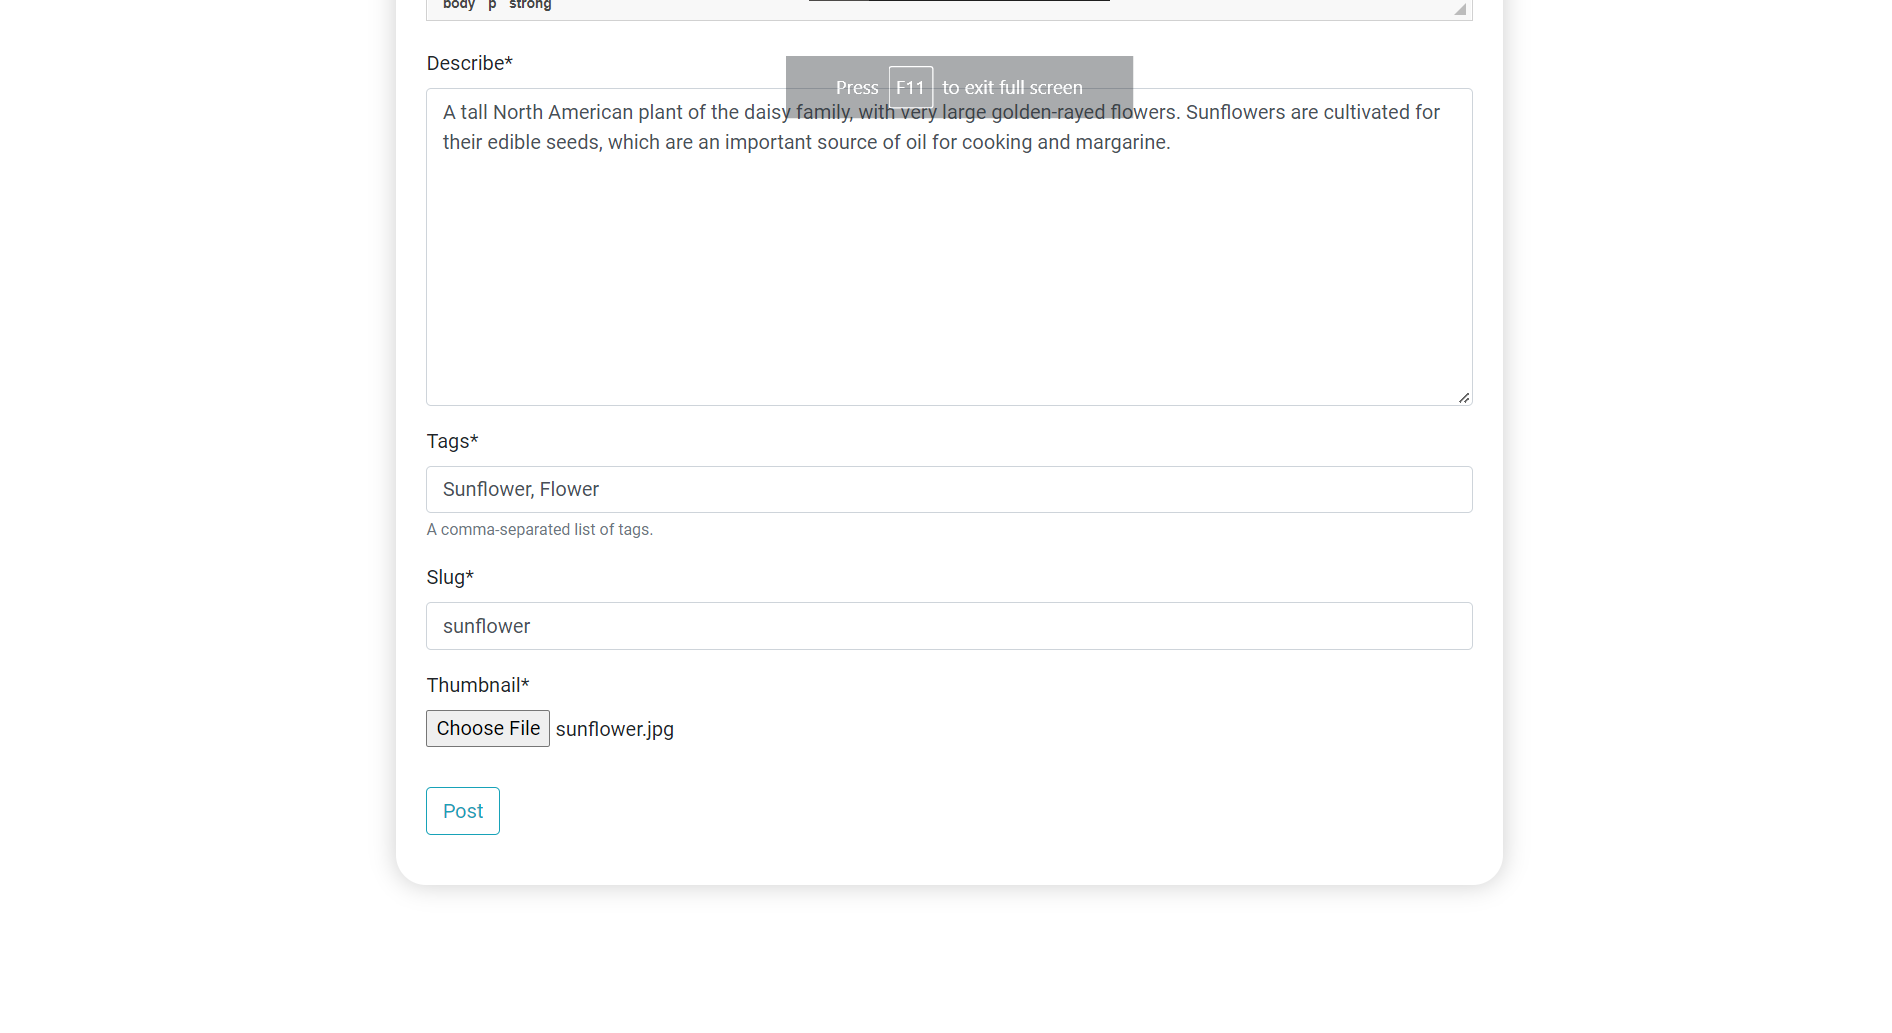 body p strong
Describe*
Press F11 to exit full screen
A tall North American plant of the daisy family, with very large golden-rayed flowers. Sunflowers are cultivated for
their edible seeds, which are an important source of oil for cooking and margarine.
Tags*
Sunflower, Flower
A comma-separated list of tags.
Slug*
sunflower
Thumbnail*
Choose File sunflower.jpg
Post